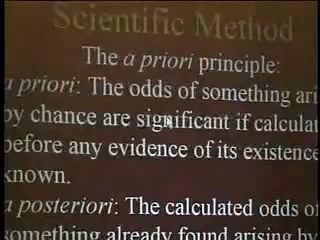 Scientific Method
The a priori principle:
a priori: The odds of something ari
by chance are significant if calculat
before any evidence of its existence
known.
a posteriori: The calculated odds o
something already found arising by